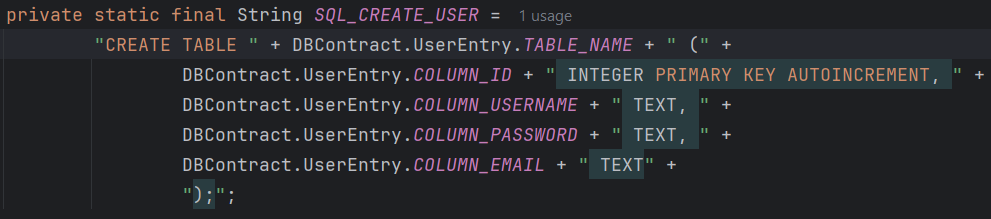 private static final String SQL_CREATE_USER = 1 usage
"CREATE TABLE " + DBContract.UserEntry.TABLE_NAME + " (" +
DBContract.UserEntry.COLUMN_ID + " INTEGER PRIMARY KEY AUTOINCREMENT, " +
DBContract.UserEntry.COLUMN_USERNAME + " TEXT, " +
DBContract.UserEntry.COLUMN_PASSWORD + " TEXT, " +
DBContract.UserEntry.COLUMN_EMAIL + " TEXT" +
");";